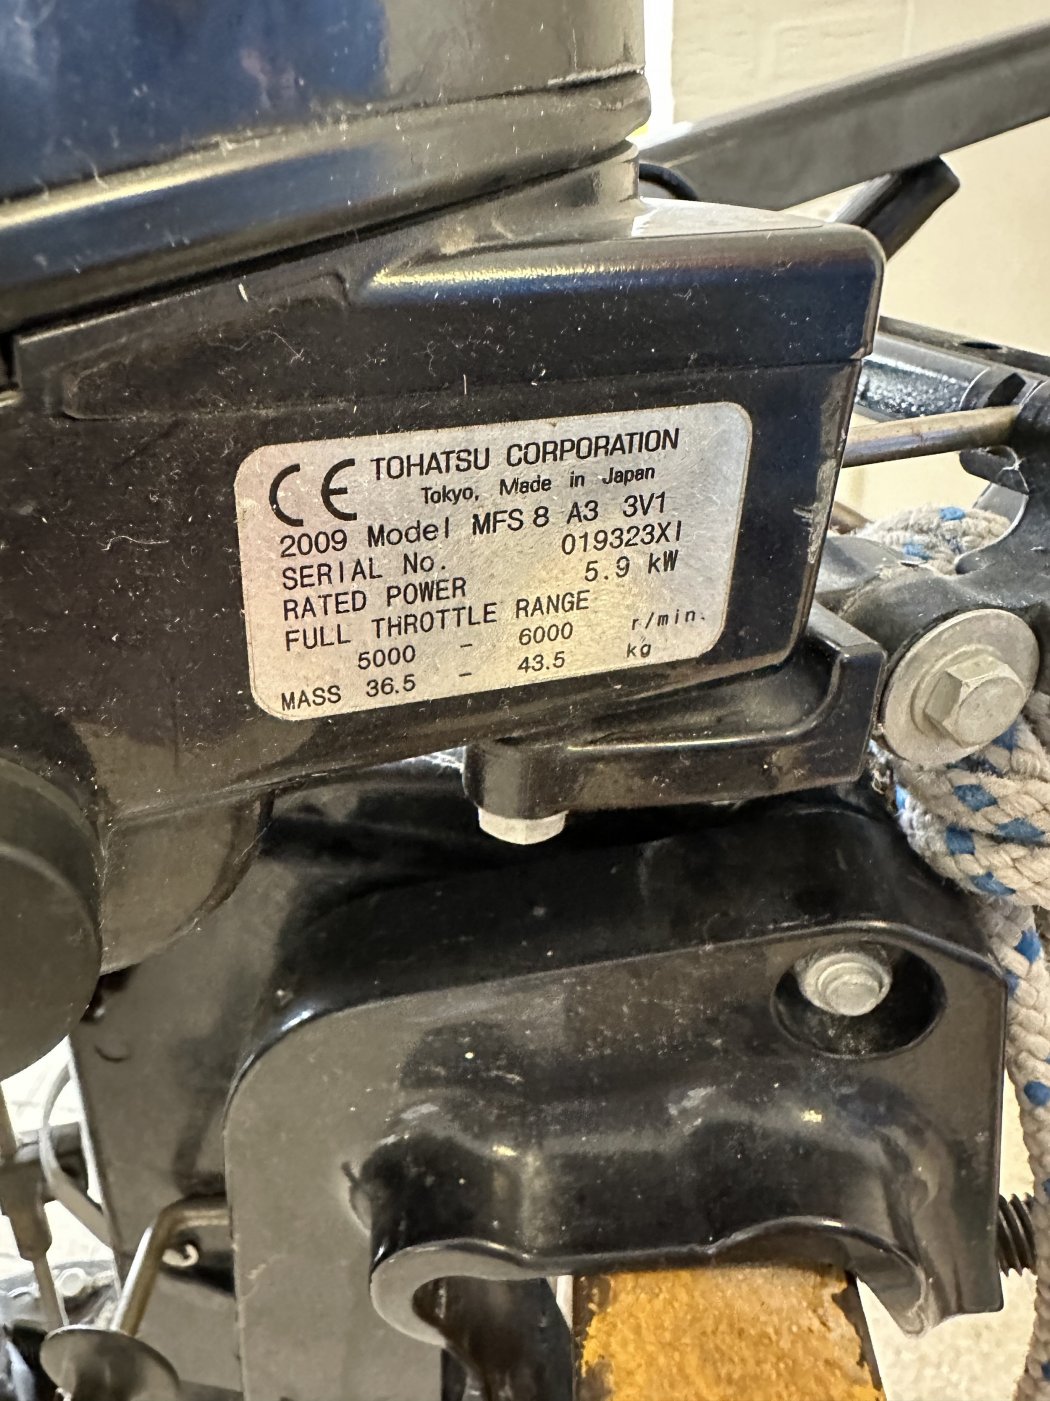 CE TOHATSU CORPORATION
Tokyo, Made in Japan
2009 Model MFS 8 A3 3V1
SERIAL No. 019323XI
RATED POWER 5.9 kW
FULL THROTTLE RANGE
5000 - 6000 r/min.
MASS 36.5 - 43.5 kg